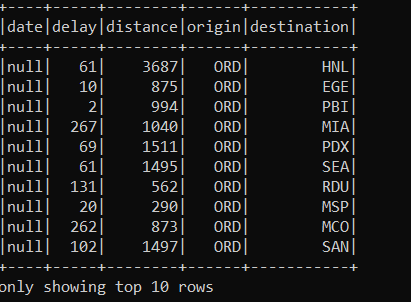 +----+-----+--------+------+-----------+
|date|delay|distance|origin|destination|
+----+-----+--------+------+-----------+
|null|   61|    3687|   ORD|        HNL|
|null|   10|     875|   ORD|        EGE|
|null|    2|     994|   ORD|        PBI|
|null|  267|    1040|   ORD|        MIA|
|null|   69|    1511|   ORD|        PDX|
|null|   61|    1495|   ORD|        SEA|
|null|  131|     562|   ORD|        RDU|
|null|   20|     290|   ORD|        MSP|
|null|  262|     873|   ORD|        MCO|
|null|  102|    1497|   ORD|        SAN|
+----+-----+--------+------+-----------+
only showing top 10 rows